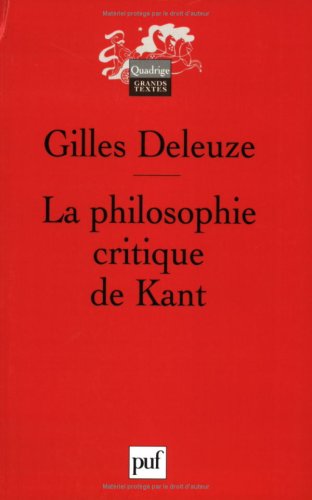 Matériel protégé par le droit d'auteur
Quadrige
GRANDS
TEXTES
Gilles Deleuze
La philosophie
critique
de Kant
puf
Matériel protégé par le droit d'auteur